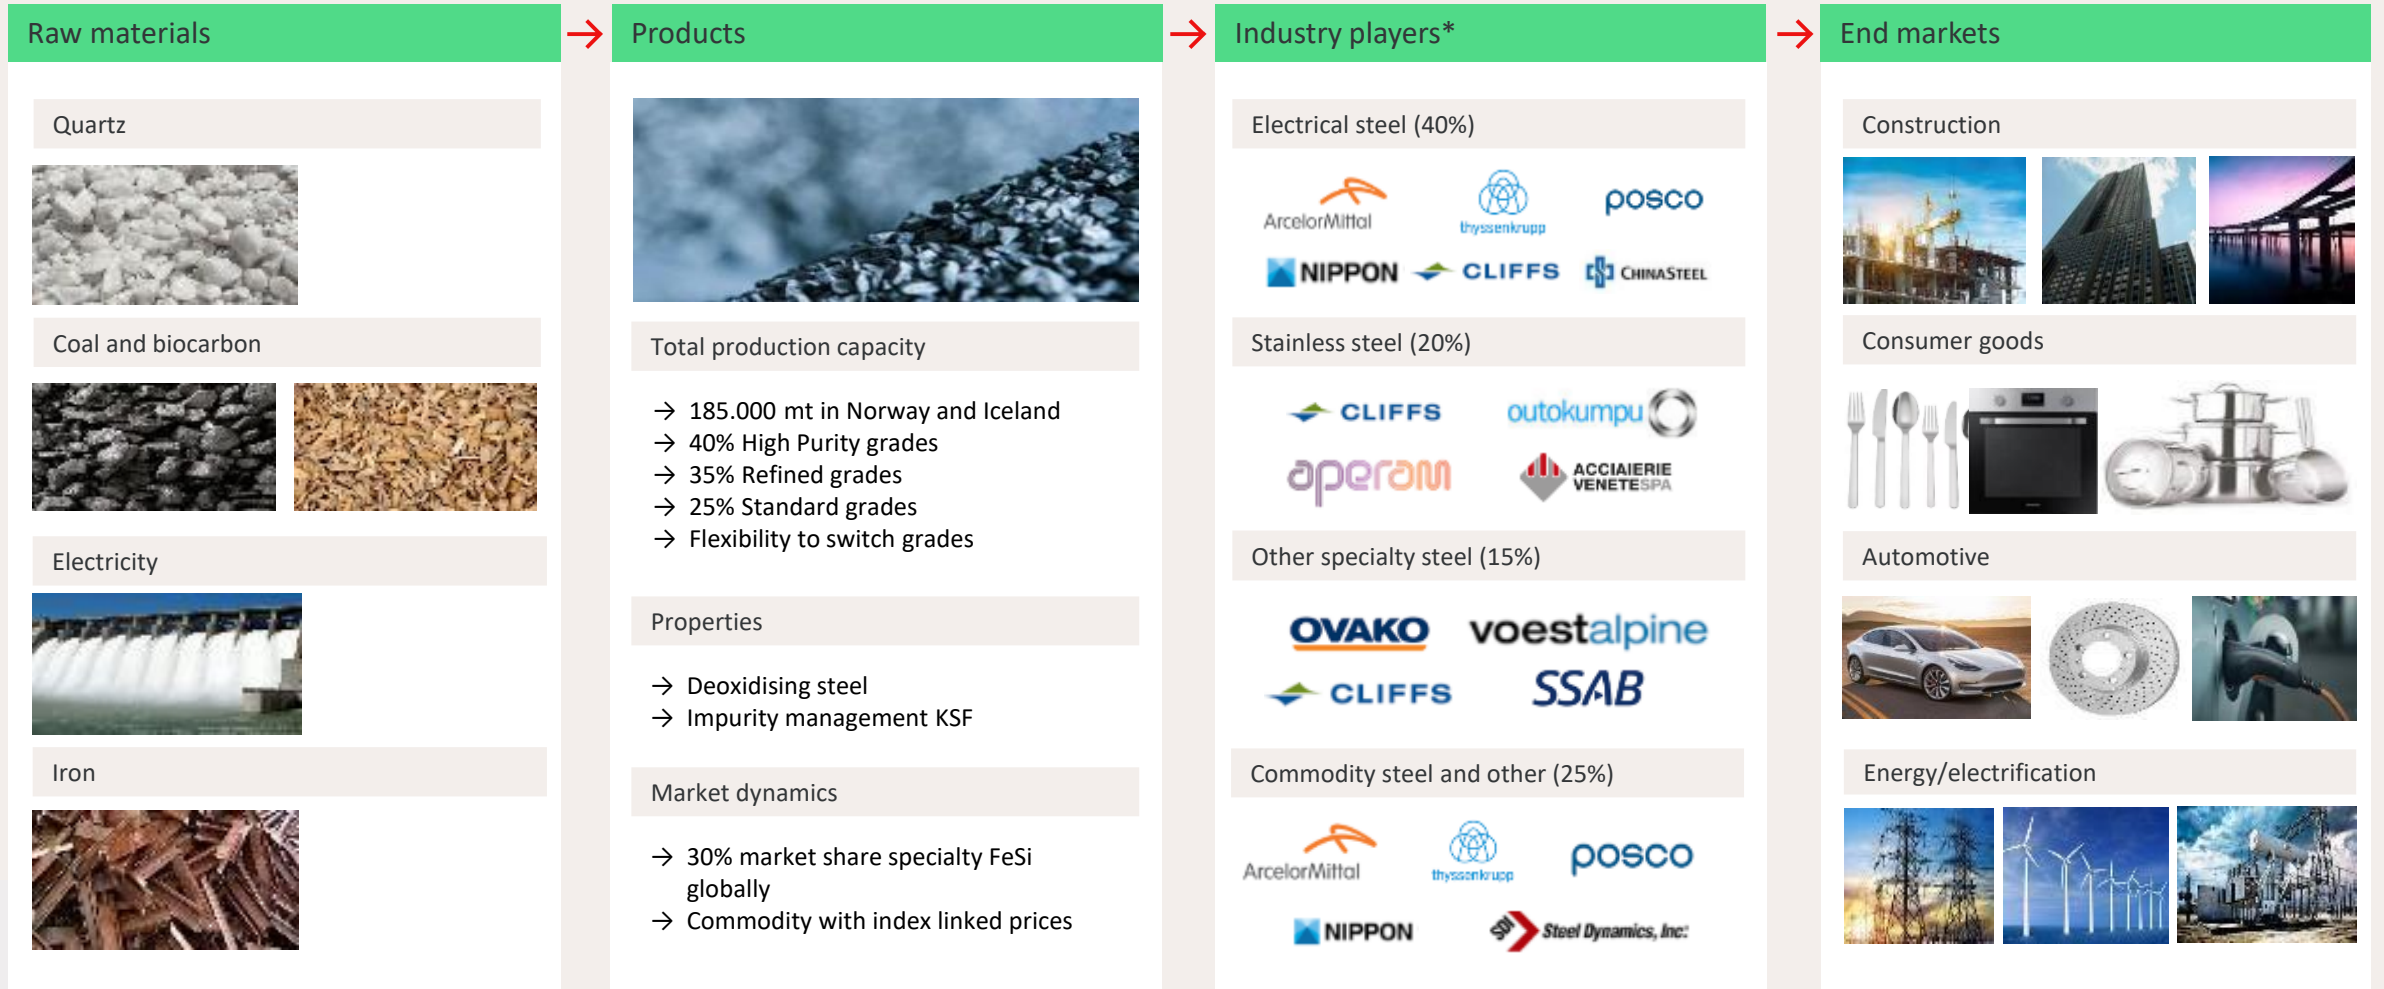 Raw materials
Quartz
Coal and biocarbon
Electricity
Iron
→ Products
Total production capacity
→ 185.000 mt in Norway and Iceland
→ 40% High Purity grades
→ 35% Refined grades
→ 25% Standard grades
→ Flexibility to switch grades
Properties
→ Deoxidising steel
→ Impurity management KSF
Market dynamics
→ 30% market share specialty FeSi
globally
→ Commodity with index linked prices
→ Industry players*
Electrical steel (40%)
ArcelorMittal
thyssenkrupp
posco
NIPPON
CLIFFS
CHINA STEEL
Stainless steel (20%)
CLIFFS
outokumpu
aperam
ACCIAIERIE
VENETESPA
Other specialty steel (15%)
OVAKO
voestalpine
CLIFFS
SSAB
Commodity steel and other (25%)
ArcelorMittal
thyssenkrupp
posco
NIPPON
SDI Steel Dynamics, Inc.
→ End markets
Construction
Consumer goods
Automotive
Energy/electrification